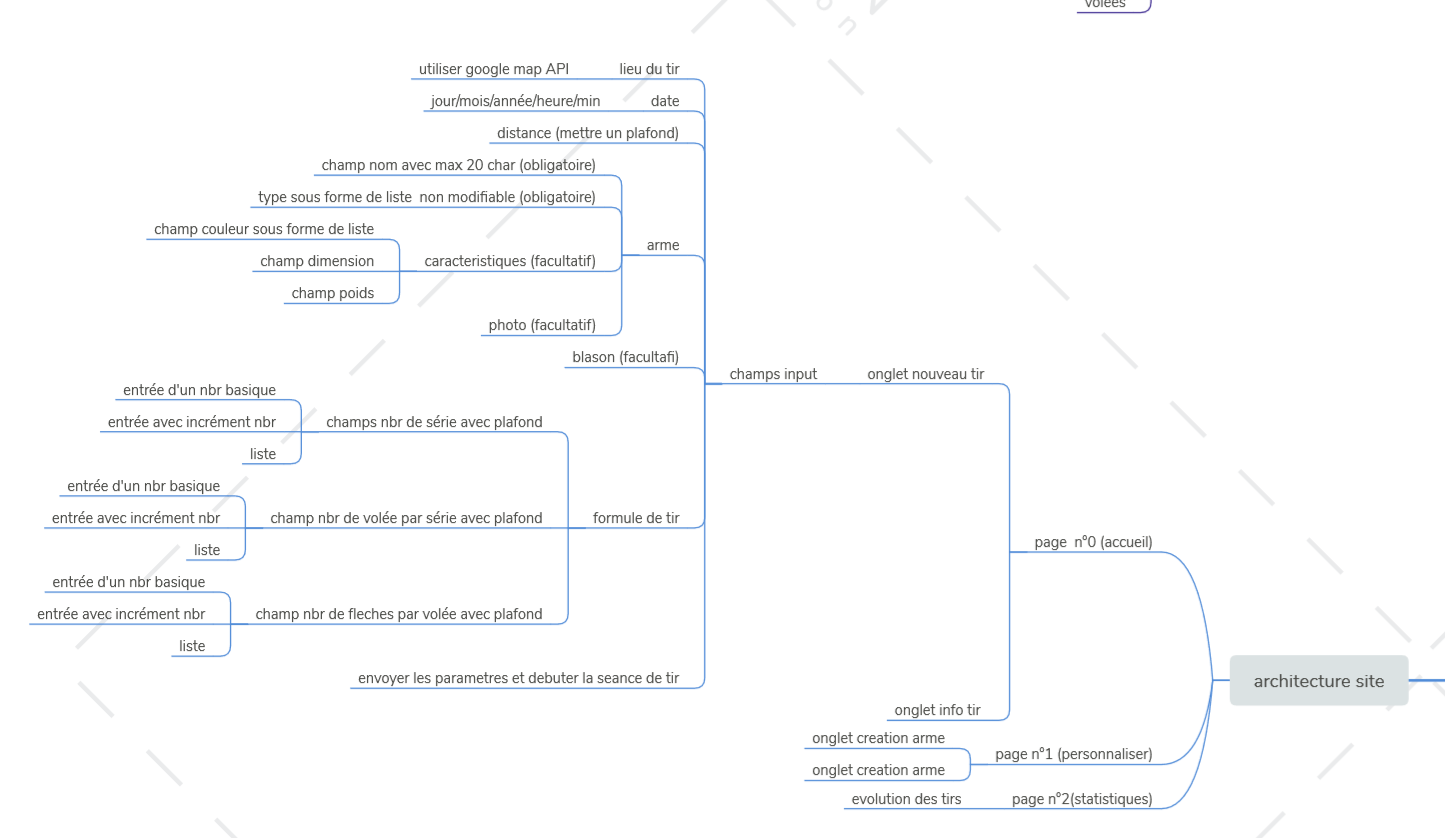 volées
utiliser google map API
lieu du tir
jour/mois/année/heure/min
date
distance (mettre un plafond)
champ nom avec max 20 char (obligatoire)
type sous forme de liste  non modifiable (obligatoire)
champ couleur sous forme de liste
arme
champ dimension
caracteristiques (facultatif)
champ poids
photo (facultatif)
blason (facultafi)
champs input
onglet nouveau tir
entrée d'un nbr basique
entrée avec incrément nbr
champs nbr de série avec plafond
liste
entrée d'un nbr basique
entrée avec incrément nbr
champ nbr de volée par série avec plafond
formule de tir
liste
page  n°0 (accueil)
entrée d'un nbr basique
entrée avec incrément nbr
champ nbr de fleches par volée avec plafond
liste
envoyer les parametres et debuter la seance de tir
architecture site
onglet info tir
onglet creation arme
page n°1 (personnaliser)
onglet creation arme
evolution des tirs
page n°2(statistiques)